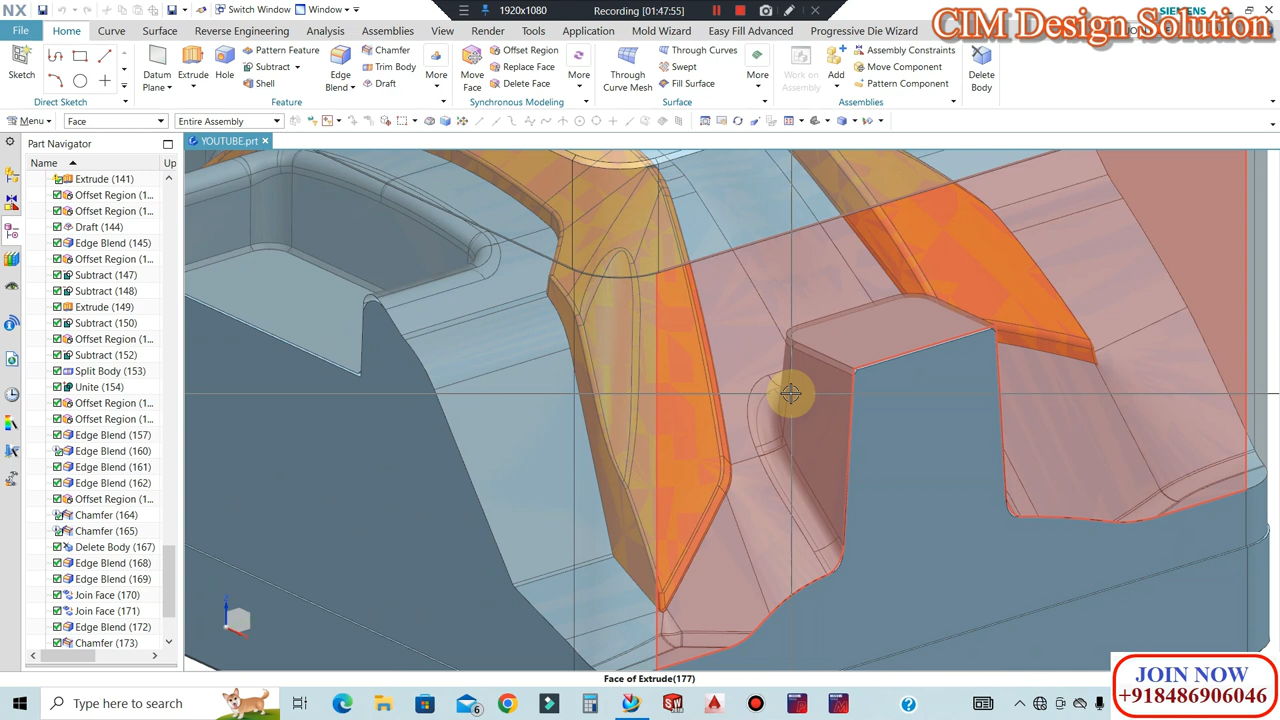 NX
Switch Window
Window
1920x1080
Recording [01:47:55]
SIEMENS
CIM Design Solution
File
Home
Curve
Surface
Reverse Engineering
Analysis
Assemblies
View
Render
Tools
Application
Mold Wizard
Easy Fill Advanced
Progressive Die Wizard
Sketch
Direct Sketch
Datum Plane
Extrude
Hole
Pattern Feature
Subtract
Shell
Edge Blend
Chamfer
Trim Body
Draft
More
Feature
Move Face
Offset Region
Replace Face
Delete Face
More
Synchronous Modeling
Through Curve Mesh
Through Curves
Swept
Fill Surface
More
Surface
Work on Assembly
Add
Assembly Constraints
Move Component
Pattern Component
Assemblies
Delete Body
Menu
Face
Entire Assembly
Part Navigator
YOUTUBE.prt
Name
Up
Extrude (141)
Offset Region (1...
Offset Region (1...
Draft (144)
Edge Blend (145)
Offset Region (1...
Subtract (147)
Subtract (148)
Extrude (149)
Subtract (150)
Offset Region (1...
Subtract (152)
Split Body (153)
Unite (154)
Offset Region (1...
Offset Region (1...
Edge Blend (157)
Edge Blend (160)
Edge Blend (161)
Edge Blend (162)
Offset Region (1...
Chamfer (164)
Chamfer (165)
Delete Body (167)
Edge Blend (168)
Edge Blend (169)
Join Face (170)
Join Face (171)
Edge Blend (172)
Chamfer (173)
Face of Extrude(177)
JOIN NOW
+918486906046
Type here to search
6